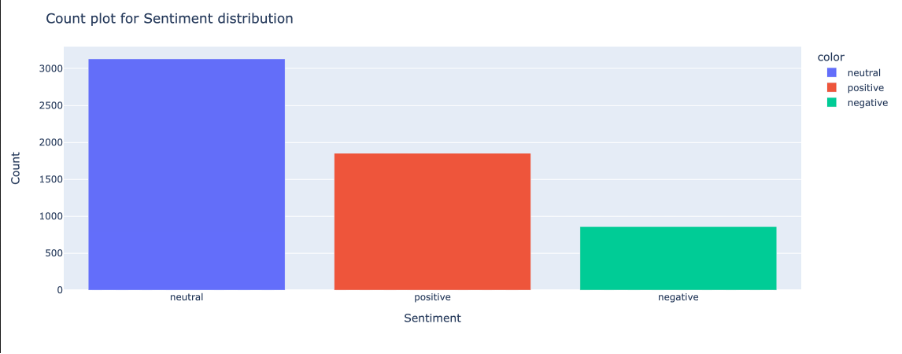 Count plot for Sentiment distribution
color
neutral
positive
negative
Count
3000
2500
2000
1500
1000
500
0
neutral positive negative
Sentiment